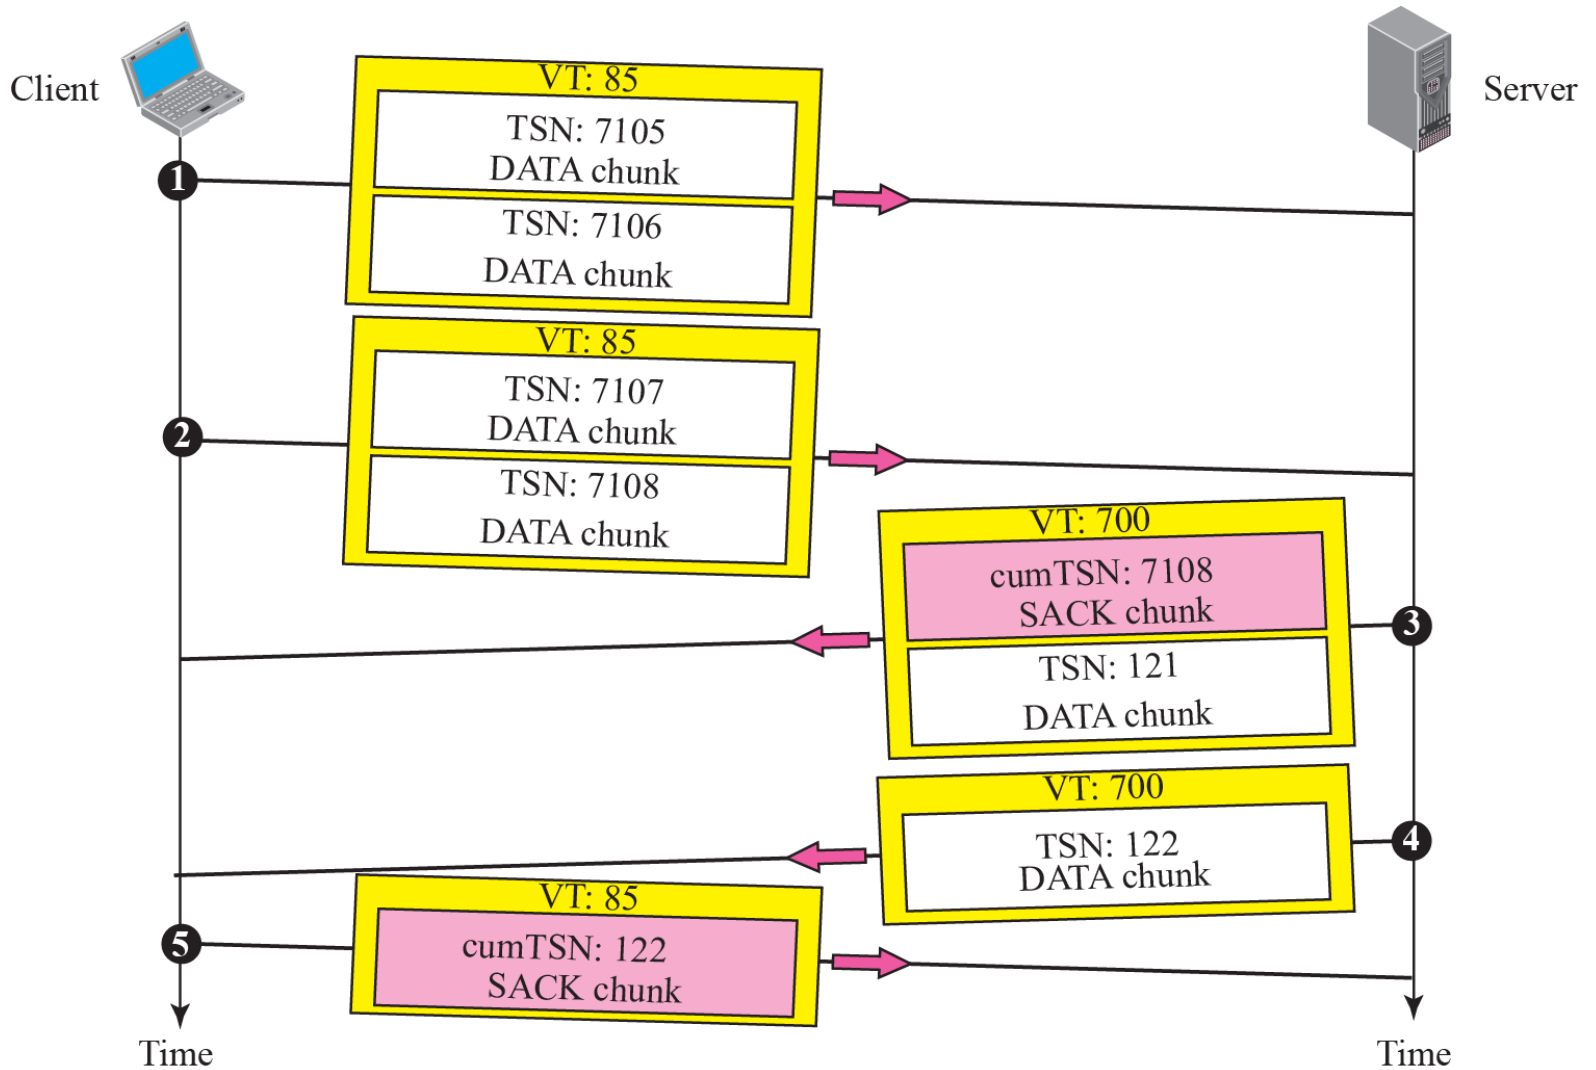 Client
Server
VT: 85
TSN: 7105
DATA chunk
1
TSN: 7106
DATA chunk
VT: 85
TSN: 7107
DATA chunk
2
TSN: 7108
DATA chunk
VT: 700
cumTSN: 7108
SACK chunk
3
TSN: 121
DATA chunk
VT: 700
TSN: 122
DATA chunk
4
VT: 85
cumTSN: 122
SACK chunk
5
Time
Time